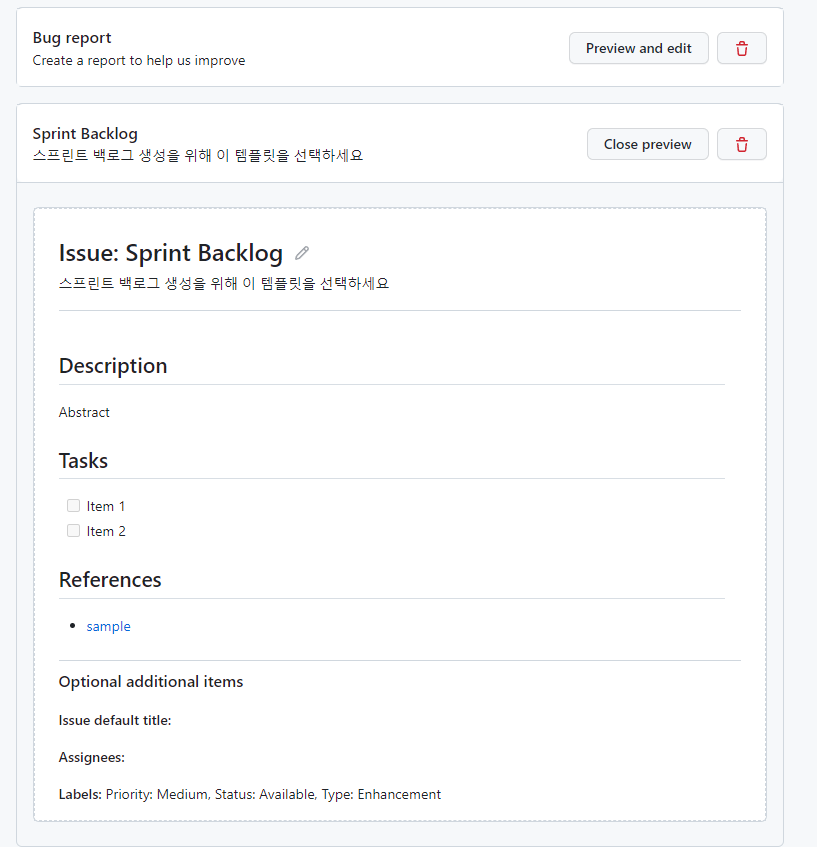 Bug report
Create a report to help us improve
Preview and edit
Sprint Backlog
스프린트 백로그 생성을 위해 이 템플릿을 선택하세요
Close preview
Issue: Sprint Backlog
스프린트 백로그 생성을 위해 이 템플릿을 선택하세요
Description
Abstract
Tasks
Item 1
Item 2
References
sample
Optional additional items
Issue default title:
Assignees:
Labels: Priority: Medium, Status: Available, Type: Enhancement